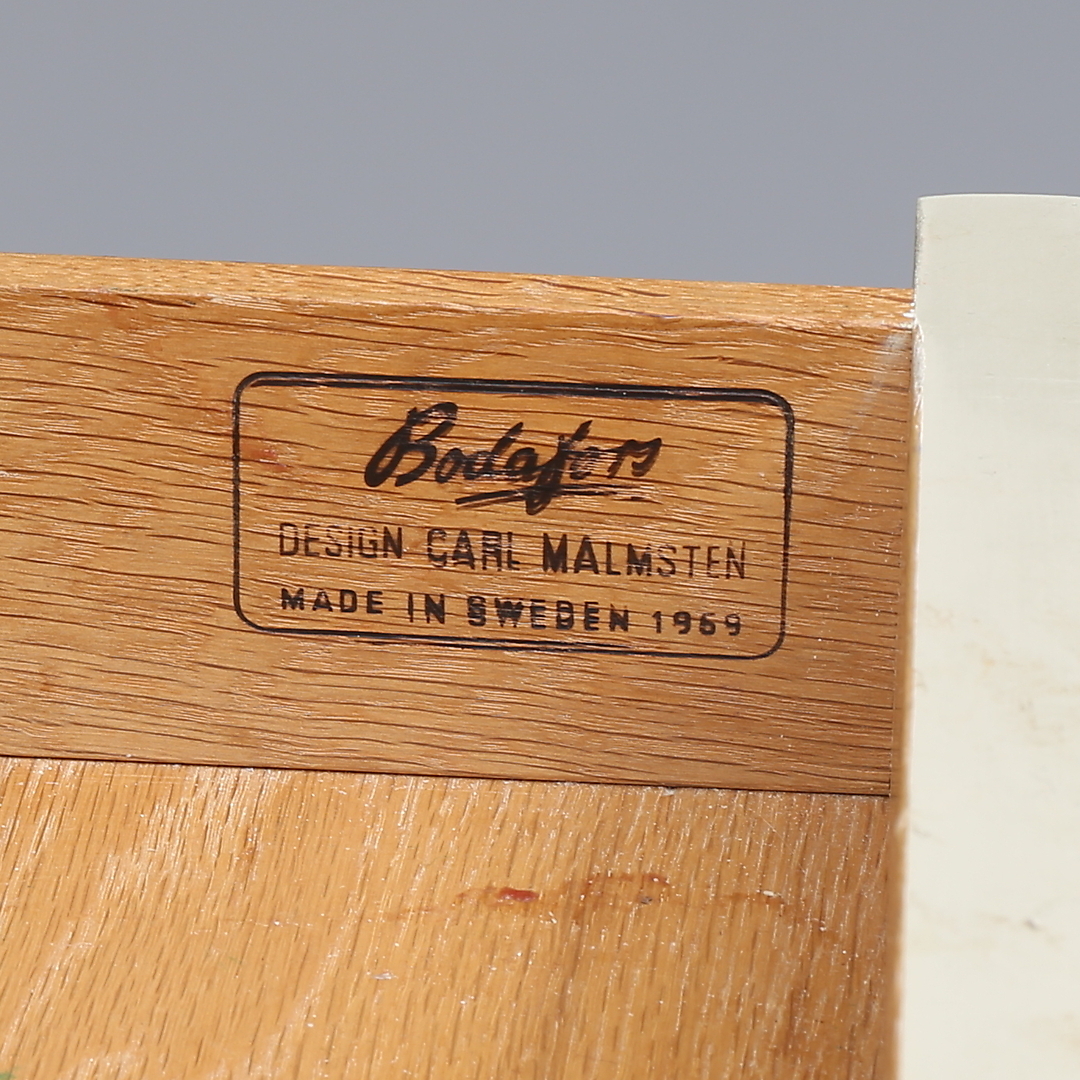 Bodafors
DESIGN CARL MALMSTEN
MADE IN SWEDEN 1969